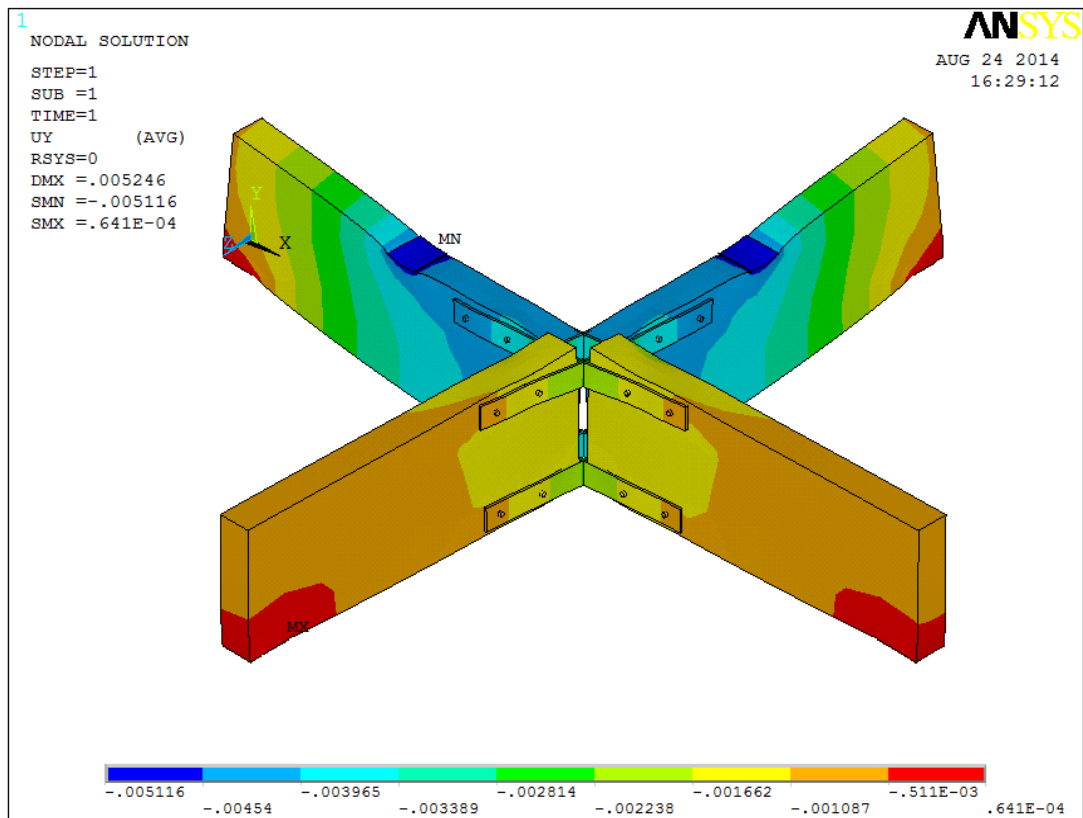 1
NODAL SOLUTION
ANSYS
AUG 24 2014
16:29:12
STEP=1
SUB =1
TIME=1
UY (AVG)
RSYS=0
DMX =.005246
SMN =-.005116
SMX =.641E-04
Y
Z X
MN
MX
-.005116 -.003965 -.002814 -.001662 -.511E-03
-.00454 -.003389 -.002238 -.001087 .641E-04